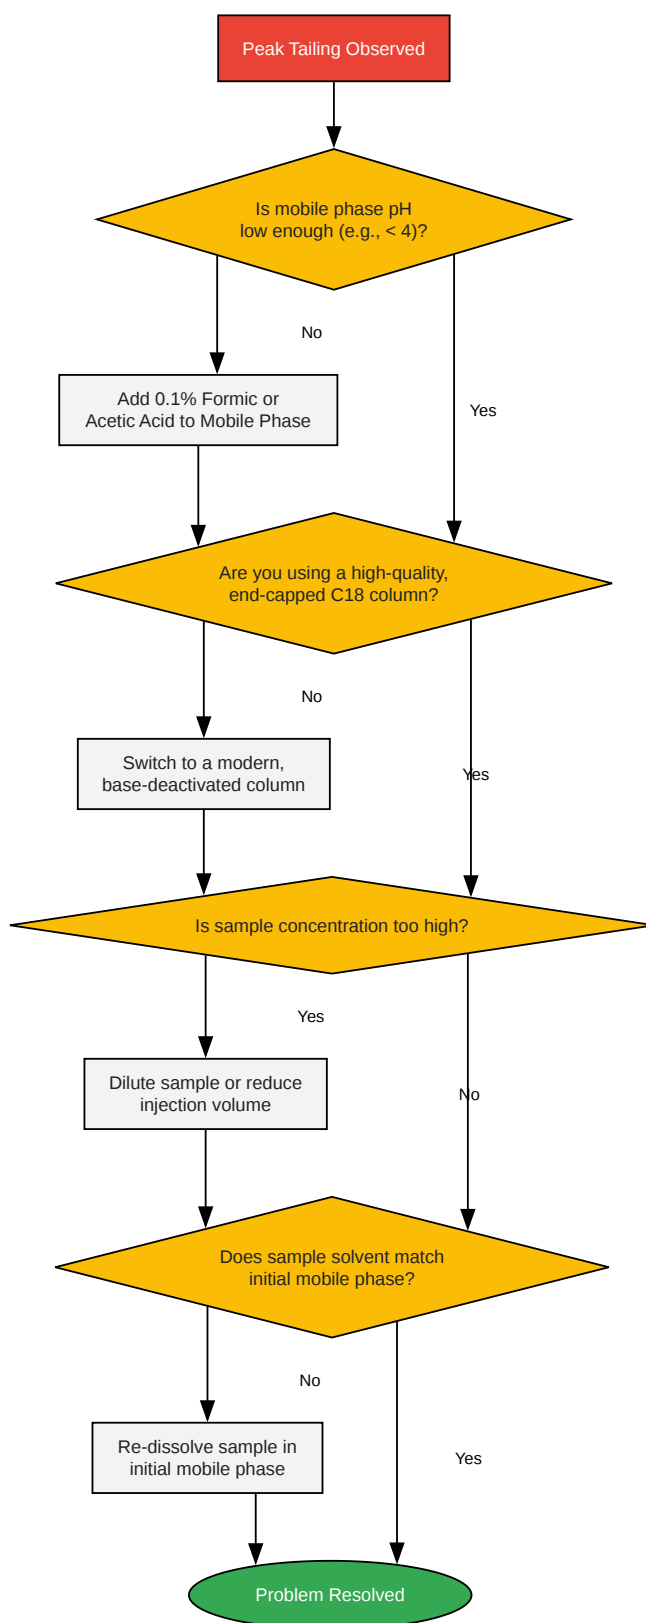 Peak Tailing Observed
Is mobile phase pH
low enough (e.g., < 4)?
No
Add 0.1% Formic or
Acetic Acid to Mobile Phase
Yes
Are you using a high-quality,
end-capped C18 column?
No
Switch to a modern,
base-deactivated column
Yes
Is sample concentration too high?
Yes
Dilute sample or reduce
injection volume
No
Does sample solvent match
initial mobile phase?
No
Re-dissolve sample in
initial mobile phase
Yes
Problem Resolved